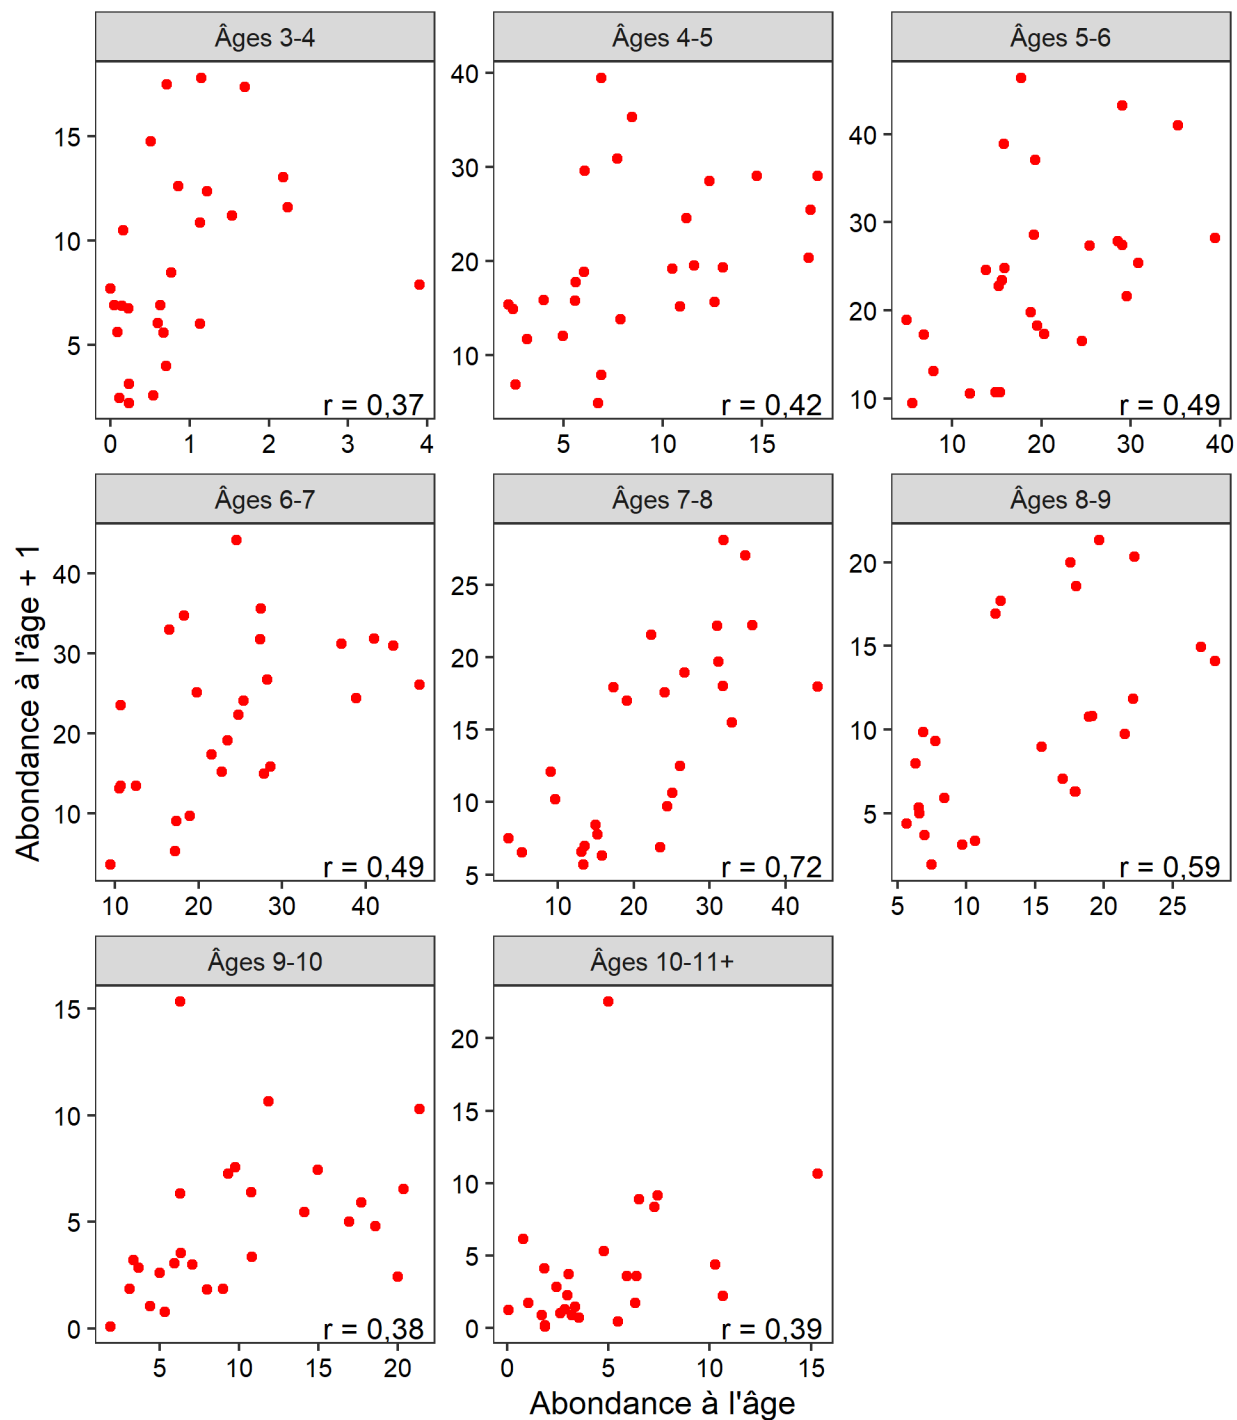 Âges 3-4
Âges 4-5
Âges 5-6
15
10
5
r = 0,37
0 1 2 3 4
40
30
20
10
r = 0,42
5 10 15
40
30
20
10
r = 0,49
10 20 30 40
Âges 6-7
Âges 7-8
Âges 8-9
Abondance à l'âge + 1
40
30
20
10
r = 0,49
10 20 30 40
25
20
15
10
5
r = 0,72
10 20 30 40
20
15
10
5
r = 0,59
5 10 15 20 25
Âges 9-10
Âges 10-11+
15
10
5
0
r = 0,38
5 10 15 20
20
15
10
5
0
r = 0,39
0 5 10 15
Abondance à l'âge